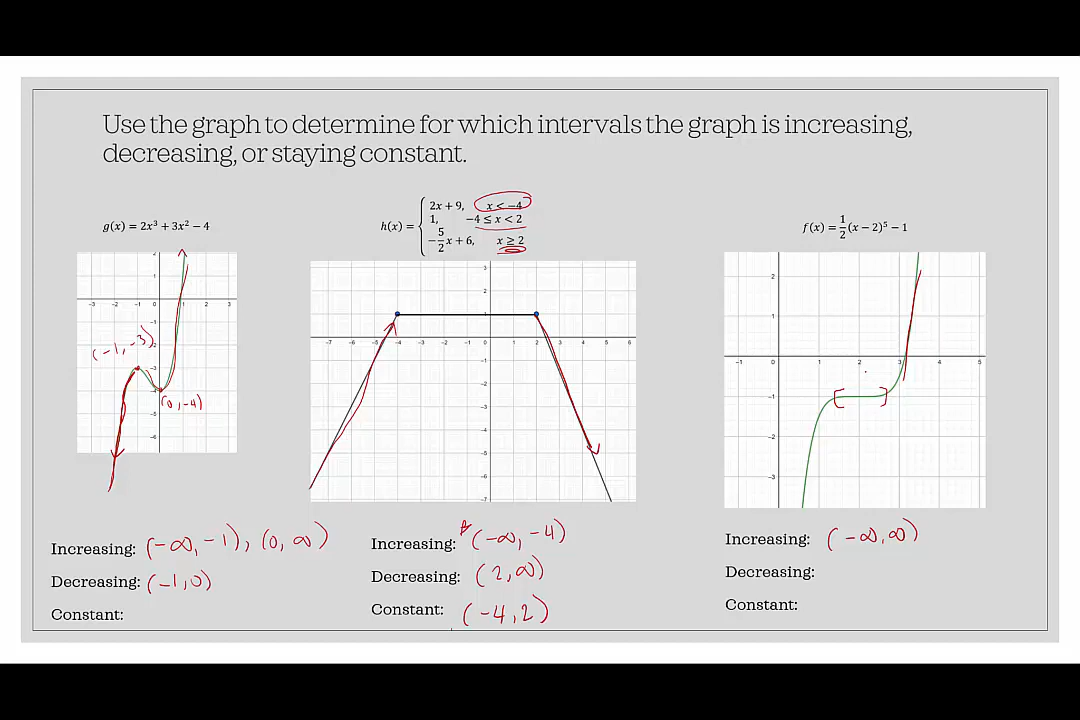 Use the graph to determine for which intervals the graph is increasing,
decreasing, or staying constant.
g(x) = 2x³ + 3x² − 4
h(x) = { 2x + 9, x < −4
1, −4 ≤ x < 2
−5/2 x + 6, x ≥ 2
f(x) = 1/2 (x − 2)⁵ − 1
(-1, -3)
(0, -4)
Increasing: (-∞, -1), (0, ∞)
Decreasing: (-1, 0)
Constant:
Increasing: (-∞, -4)
Decreasing: (2, ∞)
Constant: (-4, 2)
Increasing: (-∞, ∞)
Decreasing:
Constant: